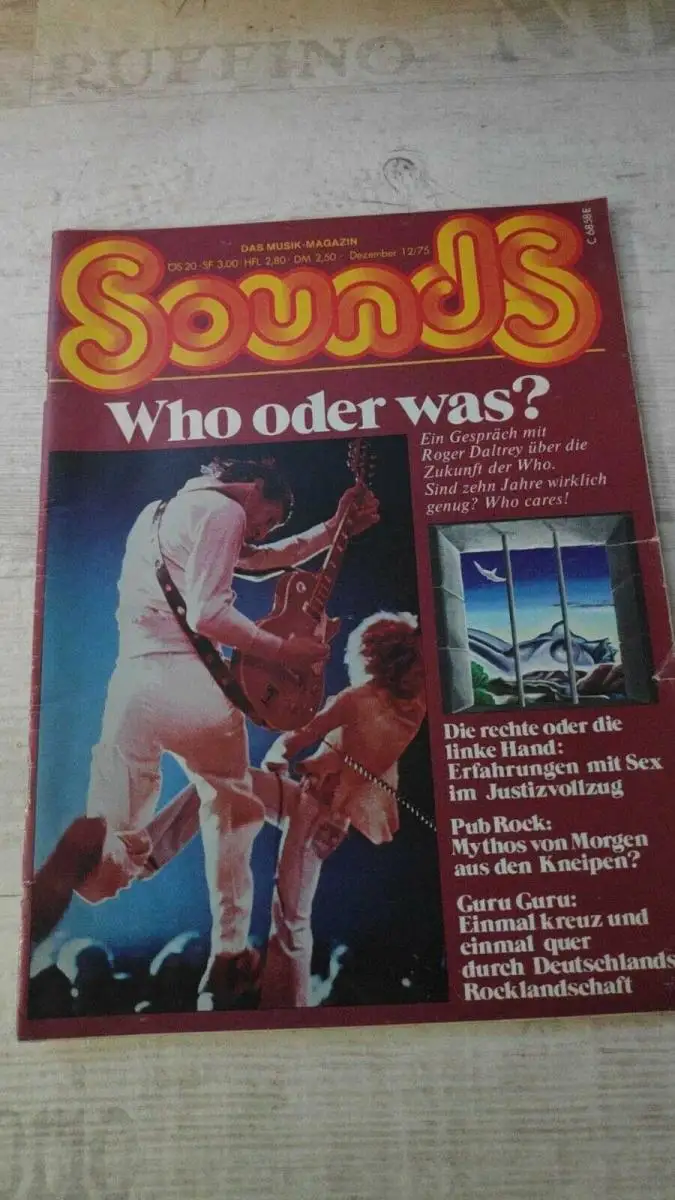 RUFFINO
DAS MUSIK-MAGAZIN
ÖS 20 · SF 3,00 · HFL 2,80 · DM 2,50 · Dezember 12/75
C 6858 E
Sounds
Who oder was?
Ein Gespräch mit
Roger Daltrey über die
Zukunft der Who.
Sind zehn Jahre wirklich
genug? Who cares!
Die rechte oder die
linke Hand:
Erfahrungen mit Sex
im Justizvollzug
Pub Rock:
Mythos von Morgen
aus den Kneipen?
Guru Guru:
Einmal kreuz und
einmal quer
durch Deutschlands
Rocklandschaft